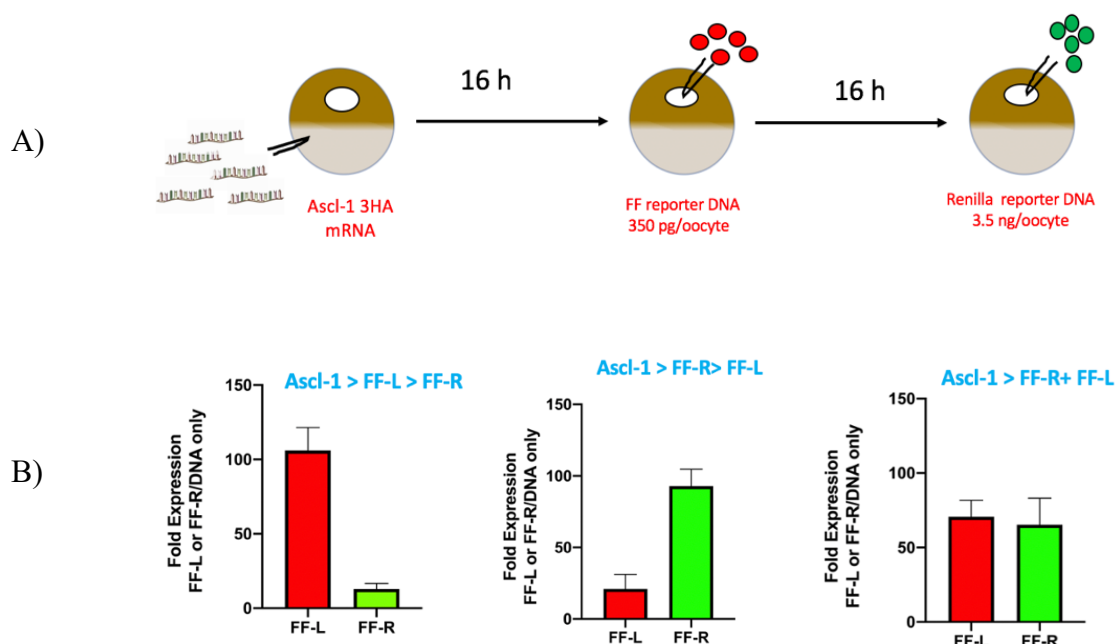 A)
16 h
16 h
Ascl-1 3HA
mRNA
FF reporter DNA
350 pg/oocyte
Renilla reporter DNA
3.5 ng/oocyte
B)
Ascl-1 > FF-L > FF-R
Fold Expression
FF-L or FF-R/DNA only
150
100
50
0
FF-L
FF-R
Ascl-1 > FF-R> FF-L
Fold Expression
FF-L or FF-R/DNA only
150
100
50
0
FF-L
FF-R
Ascl-1 > FF-R+ FF-L
Fold Expression
FF-L or FF-R/DNA only
150
100
50
0
FF-L
FF-R